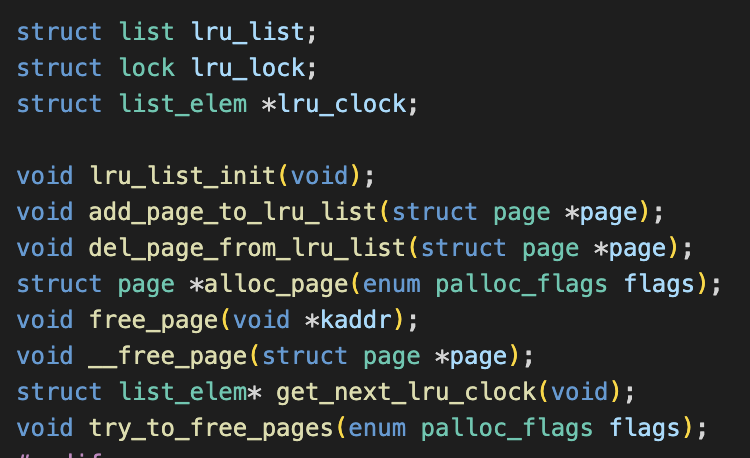 struct list lru_list;
struct lock lru_lock;
struct list_elem *lru_clock;
void lru_list_init(void);
void add_page_to_lru_list(struct page *page);
void del_page_from_lru_list(struct page *page);
struct page *alloc_page(enum palloc_flags flags);
void free_page(void *kaddr);
void __free_page(struct page *page);
struct list_elem* get_next_lru_clock(void);
void try_to_free_pages(enum palloc_flags flags);